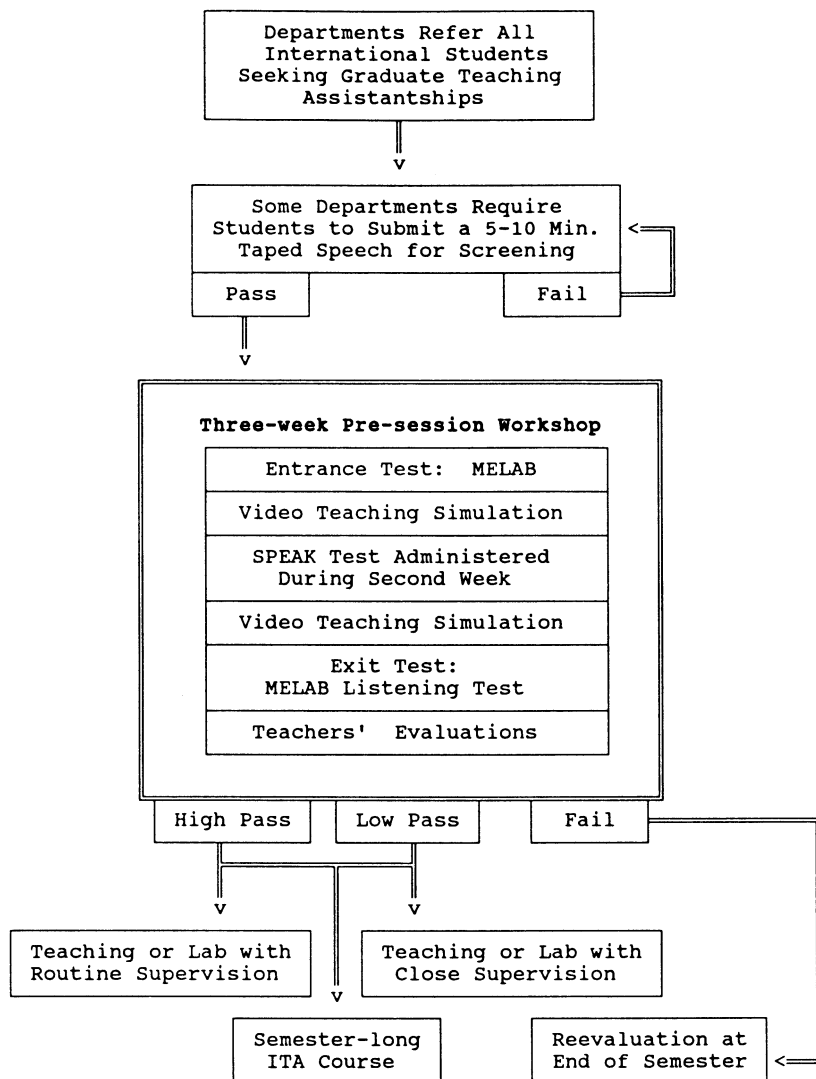 Departments Refer All
International Students
Seeking Graduate Teaching
Assistantships
Some Departments Require
Students to Submit a 5-10 Min.
Taped Speech for Screening
Pass
Fail
Three-week Pre-session Workshop
Entrance Test: MELAB
Video Teaching Simulation
SPEAK Test Administered
During Second Week
Video Teaching Simulation
Exit Test:
MELAB Listening Test
Teachers' Evaluations
High Pass
Low Pass
Fail
Teaching or Lab with
Routine Supervision
Teaching or Lab with
Close Supervision
Semester-long
ITA Course
Reevaluation at
End of Semester